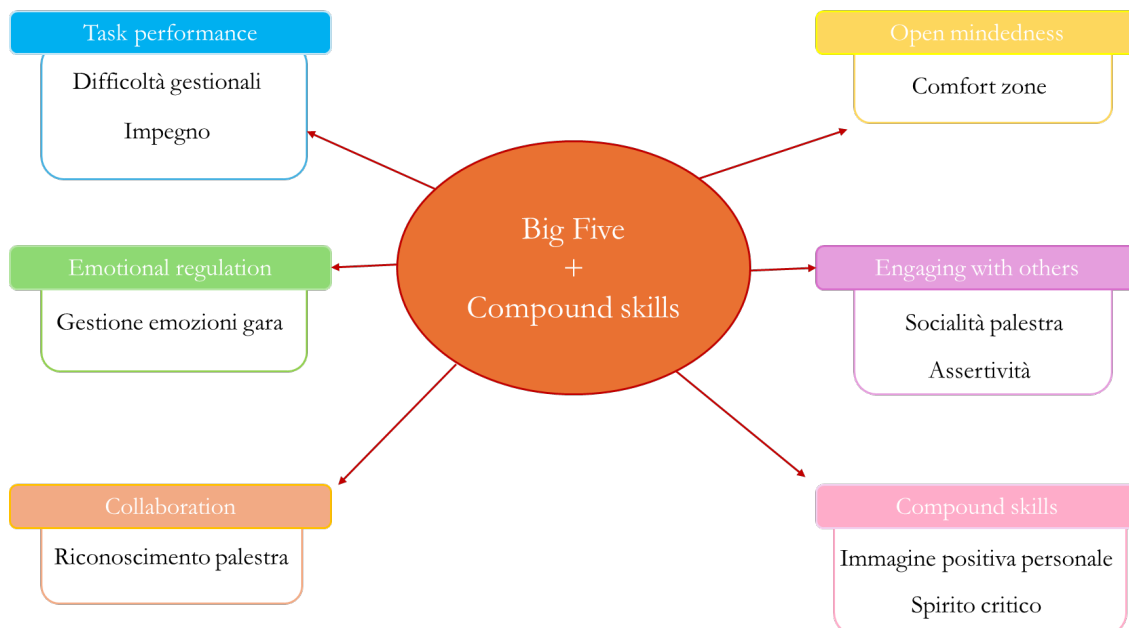 Task performance
Difficoltà gestionali
Impegno
Open mindedness
Comfort zone
Big Five
+
Compound skills
Emotional regulation
Gestione emozioni gara
Engaging with others
Socialità palestra
Assertività
Collaboration
Riconoscimento palestra
Compound skills
Immagine positiva personale
Spirito critico